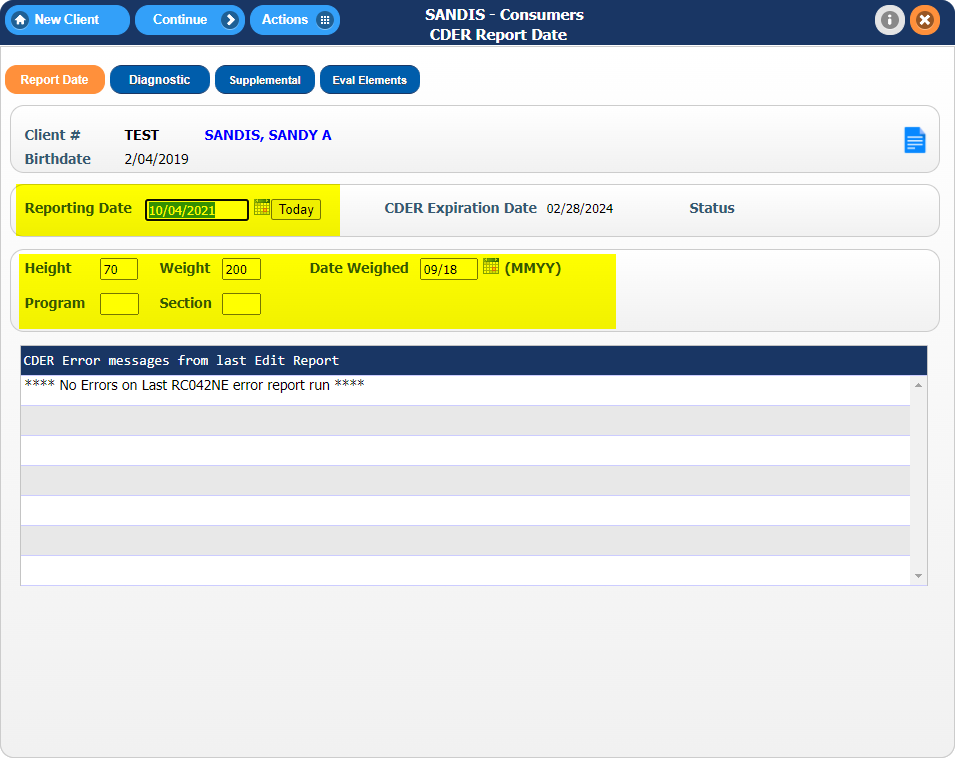 New Client Continue Actions
SANDIS - Consumers
CDER Report Date
Report Date Diagnostic Supplemental Eval Elements
Client # TEST SANDIS, SANDY A
Birthdate 2/04/2019
Reporting Date 10/04/2021 Today CDER Expiration Date 02/28/2024 Status
Height 70 Weight 200 Date Weighed 09/18 (MMYY)
Program Section
CDER Error messages from last Edit Report
**** No Errors on Last RC042NE error report run ****